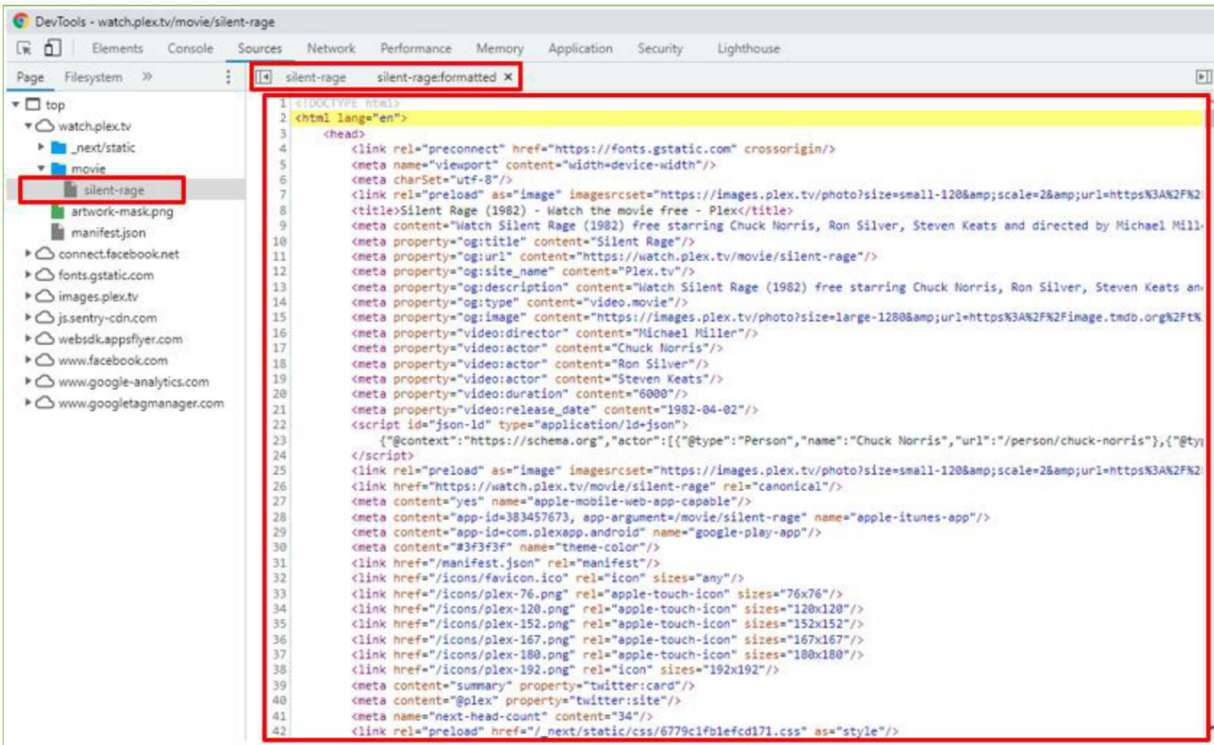 DevTools - watch.plex.tv/movie/silent-rage
Elements Console Sources Network Performance Memory Application Security Lighthouse
Page Filesystem »
silent-rage silent-rage:formatted ×
top
watch.plex.tv
_next/static
movie
silent-rage
artwork-mask.png
manifest.json
connect.facebook.net
fonts.gstatic.com
images.plex.tv
js.sentry-cdn.com
websdk.appsflyer.com
www.facebook.com
www.google-analytics.com
www.googletagmanager.com
1 <!DOCTYPE html>
2 <html lang="en">
3 <head>
4 <link rel="preconnect" href="https://fonts.gstatic.com" crossorigin/>
5 <meta name="viewport" content="width=device-width"/>
6 <meta charSet="utf-8"/>
7 <link rel="preload" as="image" imagesrcset="https://images.plex.tv/photo?size=small-120&amp;scale=2&amp;url=https%3A%2F%2
8 <title>Silent Rage (1982) - Watch the movie free - Plex</title>
9 <meta content="Watch Silent Rage (1982) free starring Chuck Norris, Ron Silver, Steven Keats and directed by Michael Mill
10 <meta property="og:title" content="Silent Rage"/>
11 <meta property="og:url" content="https://watch.plex.tv/movie/silent-rage"/>
12 <meta property="og:site_name" content="Plex.tv"/>
13 <meta property="og:description" content="Watch Silent Rage (1982) free starring Chuck Norris, Ron Silver, Steven Keats an
14 <meta property="og:type" content="video.movie"/>
15 <meta property="og:image" content="https://images.plex.tv/photo?size=large-1280&amp;url=https%3A%2F%2Fimage.tmdb.org%2Ft%
16 <meta property="video:director" content="Michael Miller"/>
17 <meta property="video:actor" content="Chuck Norris"/>
18 <meta property="video:actor" content="Ron Silver"/>
19 <meta property="video:actor" content="Steven Keats"/>
20 <meta property="video:duration" content="6000"/>
21 <meta property="video:release_date" content="1982-04-02"/>
22 <script id="json-ld" type="application/ld+json">
23 {"@context":"https://schema.org","actor":[{"@type":"Person","name":"Chuck Norris","url":"/person/chuck-norris"},{"@typ
24 </script>
25 <link rel="preload" as="image" imagesrcset="https://images.plex.tv/photo?size=small-120&amp;scale=2&amp;url=https%3A%2F%2
26 <link href="https://watch.plex.tv/movie/silent-rage" rel="canonical"/>
27 <meta content="yes" name="apple-mobile-web-app-capable"/>
28 <meta content="app-id=383457673, app-argument=/movie/silent-rage" name="apple-itunes-app"/>
29 <meta content="app-id=com.plexapp.android" name="google-play-app"/>
30 <meta content="#3f3f3f" name="theme-color"/>
31 <link href="/manifest.json" rel="manifest"/>
32 <link href="/icons/favicon.ico" rel="icon" sizes="any"/>
33 <link href="/icons/plex-76.png" rel="apple-touch-icon" sizes="76x76"/>
34 <link href="/icons/plex-120.png" rel="apple-touch-icon" sizes="120x120"/>
35 <link href="/icons/plex-152.png" rel="apple-touch-icon" sizes="152x152"/>
36 <link href="/icons/plex-167.png" rel="apple-touch-icon" sizes="167x167"/>
37 <link href="/icons/plex-180.png" rel="apple-touch-icon" sizes="180x180"/>
38 <link href="/icons/plex-192.png" rel="icon" sizes="192x192"/>
39 <meta content="summary" property="twitter:card"/>
40 <meta content="@plex" property="twitter:site"/>
41 <meta name="next-head-count" content="34"/>
42 <link rel="preload" href="/_next/static/css/6779c1fb1efcd171.css" as="style"/>